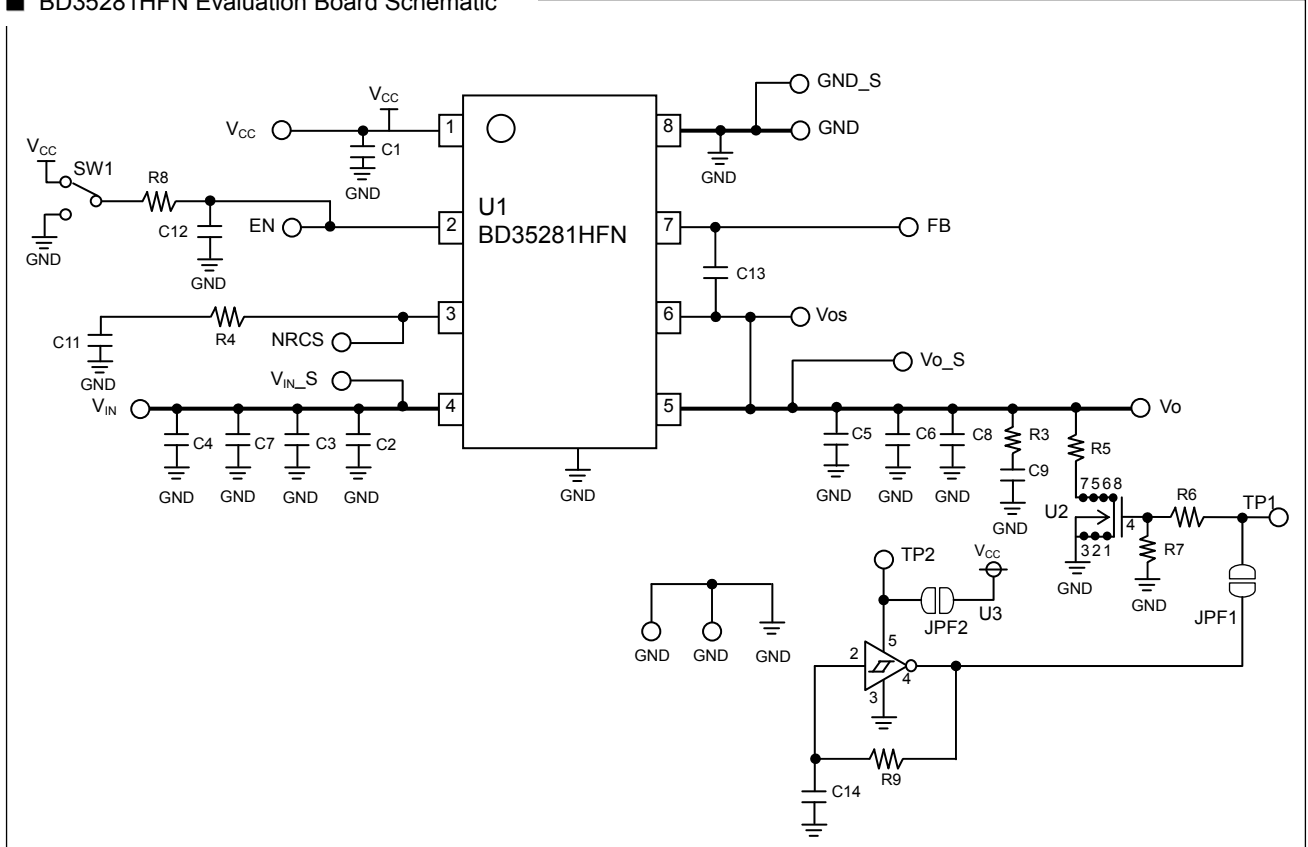 ■ BD35281HFN Evaluation Board Schematic
GND_S
VCC
VCC
1
8
GND
C1
GND
GND
VCC
SW1
R8
U1
BD35281HFN
EN
2
7
FB
C12
GND
GND
C13
3
6
Vos
R4
NRCS
C11
GND
VIN_S
Vo_S
VIN
4
5
Vo
C4
C7
C3
C2
C5
C6
C8
R3
R5
C9
GND
GND
GND
GND
GND
GND
GND
GND
GND
7568
U2
4
R6
TP1
321
R7
GND
GND
TP2
VCC
JPF2
U3
JPF1
GND
GND
GND
2
5
4
3
R9
C14